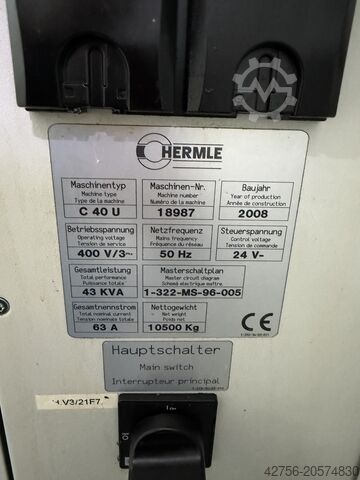 HERMLE
Maschinentyp Maschinen-Nr. Baujahr
Type of machine Machine number Year of production
Type de la machine Numéro de la machine Année de construction
C 40 U 18987 2008
Betriebsspannung Netzfrequenz Steuerspannung
Operating voltage Mains frequency Control voltage
Tension de service Fréquence du réseau Tension de commande
400 V/3~ 50 Hz 24 V-
Gesamtleistung Masterschaltplan
Total performance Master circuit diagram
Puissance totale Schéma électrique maître
43 KVA 1-322-MS-96-005
Gesamtnennstrom Nettogewicht
Total nominal current Net weight
Tension nominale totale Poids net
63 A 10500 Kg
CE
Hauptschalter
Main switch
Interrupteur principal
V3/21F7
42756-20574830